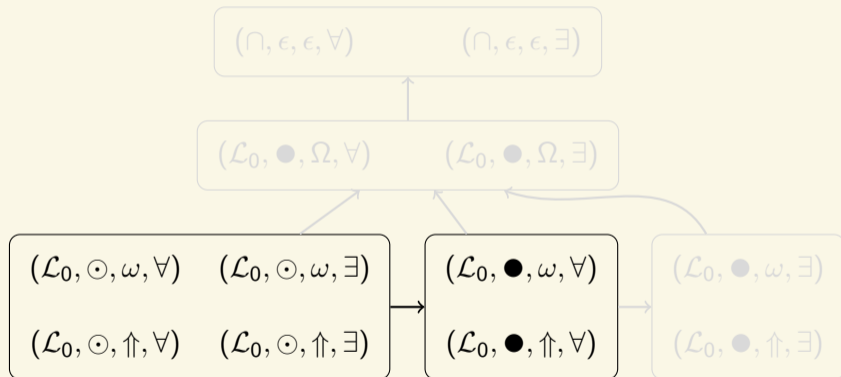 (∩, ϵ, ϵ, ∀) (∩, ϵ, ϵ, ∃)
(ℒ₀, ●, Ω, ∀) (ℒ₀, ●, Ω, ∃)
(ℒ₀, ⊙, ω, ∀) (ℒ₀, ⊙, ω, ∃) (ℒ₀, ●, ω, ∀) (ℒ₀, ●, ω, ∃)
(ℒ₀, ⊙, ⇑, ∀) (ℒ₀, ⊙, ⇑, ∃) (ℒ₀, ●, ⇑, ∀) (ℒ₀, ●, ⇑, ∃)